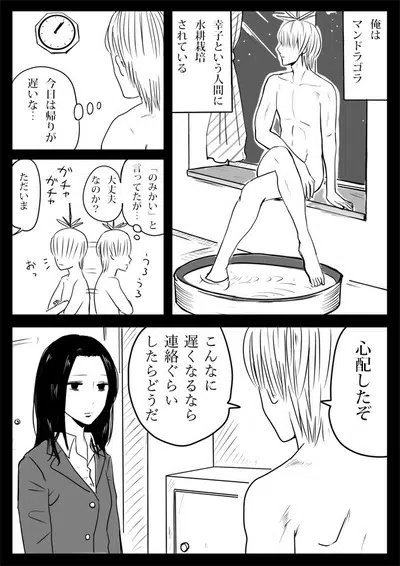 俺は
マンドラゴラ
幸子という人間に
水耕栽培
されている
今日は帰りが
遅いな…
「のみかい」と
言ってたが…
大丈夫
なのか？
うろ
うろ
ガチャ
ガチャ
おっ
ただいま
心配したぞ
こんなに
遅くなるなら
連絡ぐらい
したらどうだ